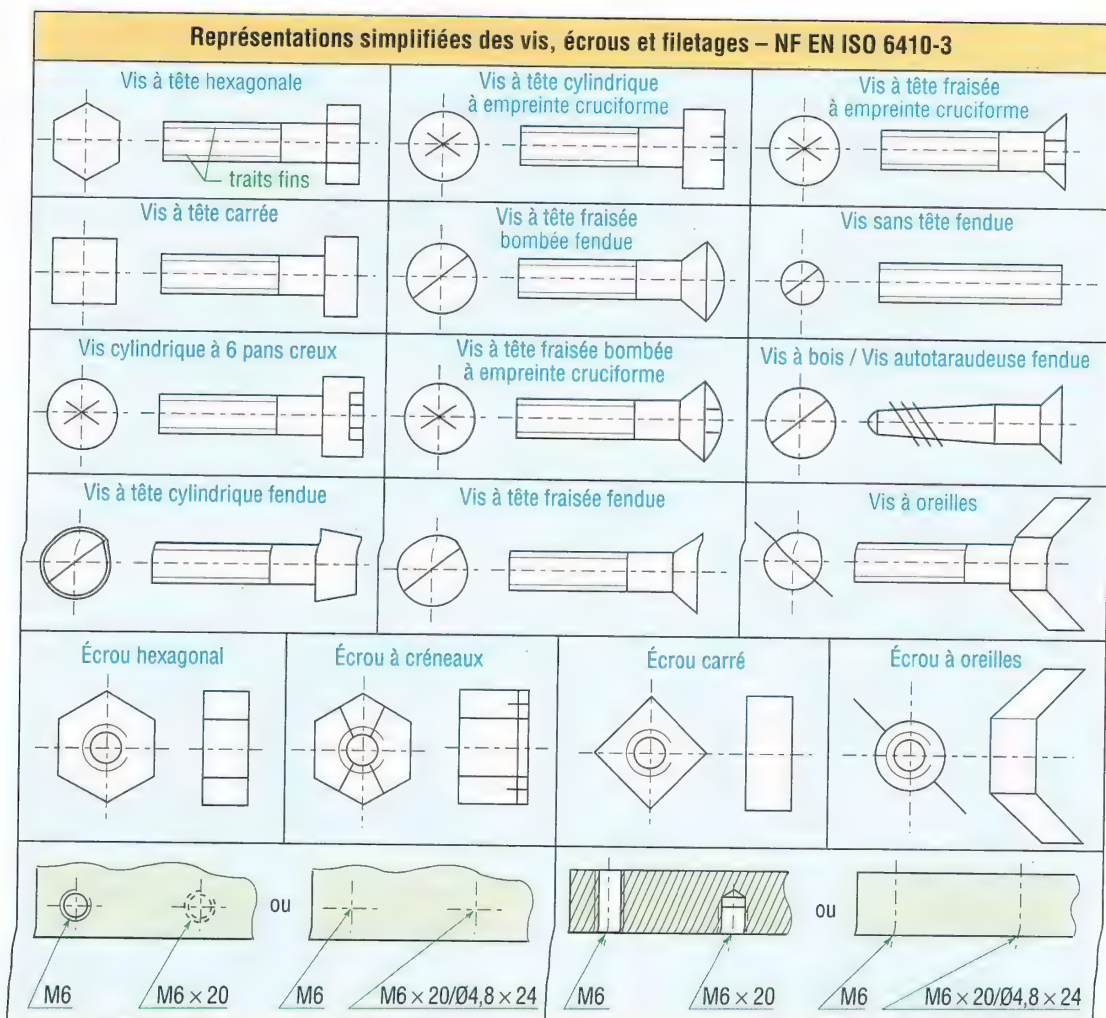 Représentations simplifiées des vis, écrous et filetages – NF EN ISO 6410-3
Vis à tête hexagonale
traits fins
Vis à tête cylindrique
à empreinte cruciforme
Vis à tête fraisée
à empreinte cruciforme
Vis à tête carrée
Vis à tête fraisée
bombée fendue
Vis sans tête fendue
Vis cylindrique à 6 pans creux
Vis à tête fraisée bombée
à empreinte cruciforme
Vis à bois / Vis autotaraudeuse fendue
Vis à tête cylindrique fendue
Vis à tête fraisée fendue
Vis à oreilles
Écrou hexagonal
Écrou à créneaux
Écrou carré
Écrou à oreilles
ou
M6
M6 × 20
M6
M6 × 20/Ø4,8 × 24
ou
M6
M6 × 20
M6
M6 × 20/Ø4,8 × 24